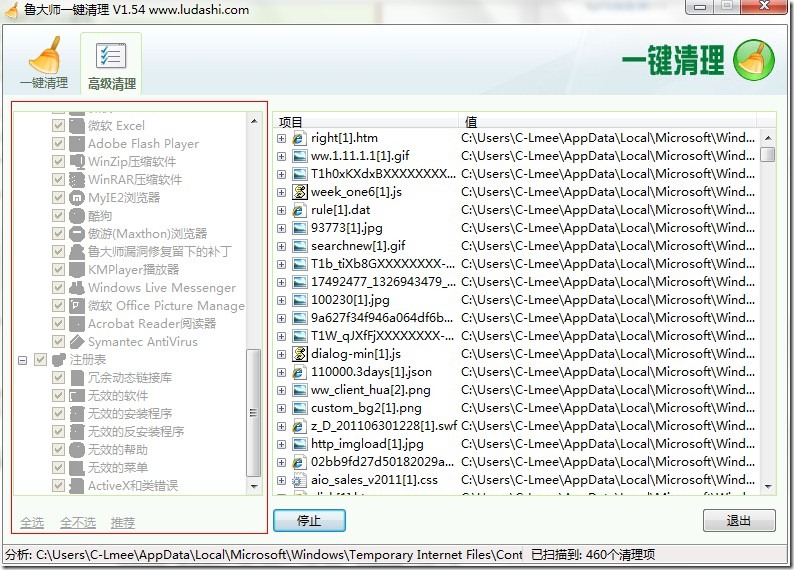 鲁大师一键清理 V1.54 www.ludashi.com
一键清理
高级清理
一键清理
微软 Excel
Adobe Flash Player
WinZip压缩软件
WinRAR压缩软件
MyIE2浏览器
酷狗
傲游(Maxthon)浏览器
鲁大师漏洞修复留下的补丁
KMPlayer播放器
Windows Live Messenger
微软 Office Picture Manage
Acrobat Reader阅读器
Symantec AntiVirus
注册表
冗余动态链接库
无效的软件
无效的安装程序
无效的反安装程序
无效的帮助
无效的菜单
ActiveX和类错误
全选 全不选 推荐
项目 值
right[1].htm C:\Users\C-Lmee\AppData\Local\Microsoft\Wind...
ww.1.11.1.1[1].gif C:\Users\C-Lmee\AppData\Local\Microsoft\Wind...
T1h0xKXdxBXXXXXXXX... C:\Users\C-Lmee\AppData\Local\Microsoft\Wind...
week_one6[1].js C:\Users\C-Lmee\AppData\Local\Microsoft\Wind...
rule[1].dat C:\Users\C-Lmee\AppData\Local\Microsoft\Wind...
93773[1].jpg C:\Users\C-Lmee\AppData\Local\Microsoft\Wind...
searchnew[1].gif C:\Users\C-Lmee\AppData\Local\Microsoft\Wind...
T1b_tiXb8GXXXXXXXX-... C:\Users\C-Lmee\AppData\Local\Microsoft\Wind...
17492477_1326943479_... C:\Users\C-Lmee\AppData\Local\Microsoft\Wind...
100230[1].jpg C:\Users\C-Lmee\AppData\Local\Microsoft\Wind...
9a627f34f946a064df6b... C:\Users\C-Lmee\AppData\Local\Microsoft\Wind...
T1W_qJXfFjXXXXXXXX-... C:\Users\C-Lmee\AppData\Local\Microsoft\Wind...
dialog-min[1].js C:\Users\C-Lmee\AppData\Local\Microsoft\Wind...
110000.3days[1].json C:\Users\C-Lmee\AppData\Local\Microsoft\Wind...
ww_client_hua[2].png C:\Users\C-Lmee\AppData\Local\Microsoft\Wind...
custom_bg2[1].png C:\Users\C-Lmee\AppData\Local\Microsoft\Wind...
z_D_201106301228[1].swf C:\Users\C-Lmee\AppData\Local\Microsoft\Wind...
http_imgload[1].jpg C:\Users\C-Lmee\AppData\Local\Microsoft\Wind...
02bb9fd27d50182029a... C:\Users\C-Lmee\AppData\Local\Microsoft\Wind...
aio_sales_v2011[1].css C:\Users\C-Lmee\AppData\Local\Microsoft\Wind...
停止 退出
分析: C:\Users\C-Lmee\AppData\Local\Microsoft\Windows\Temporary Internet Files\Cont 已扫描到: 460个清理项